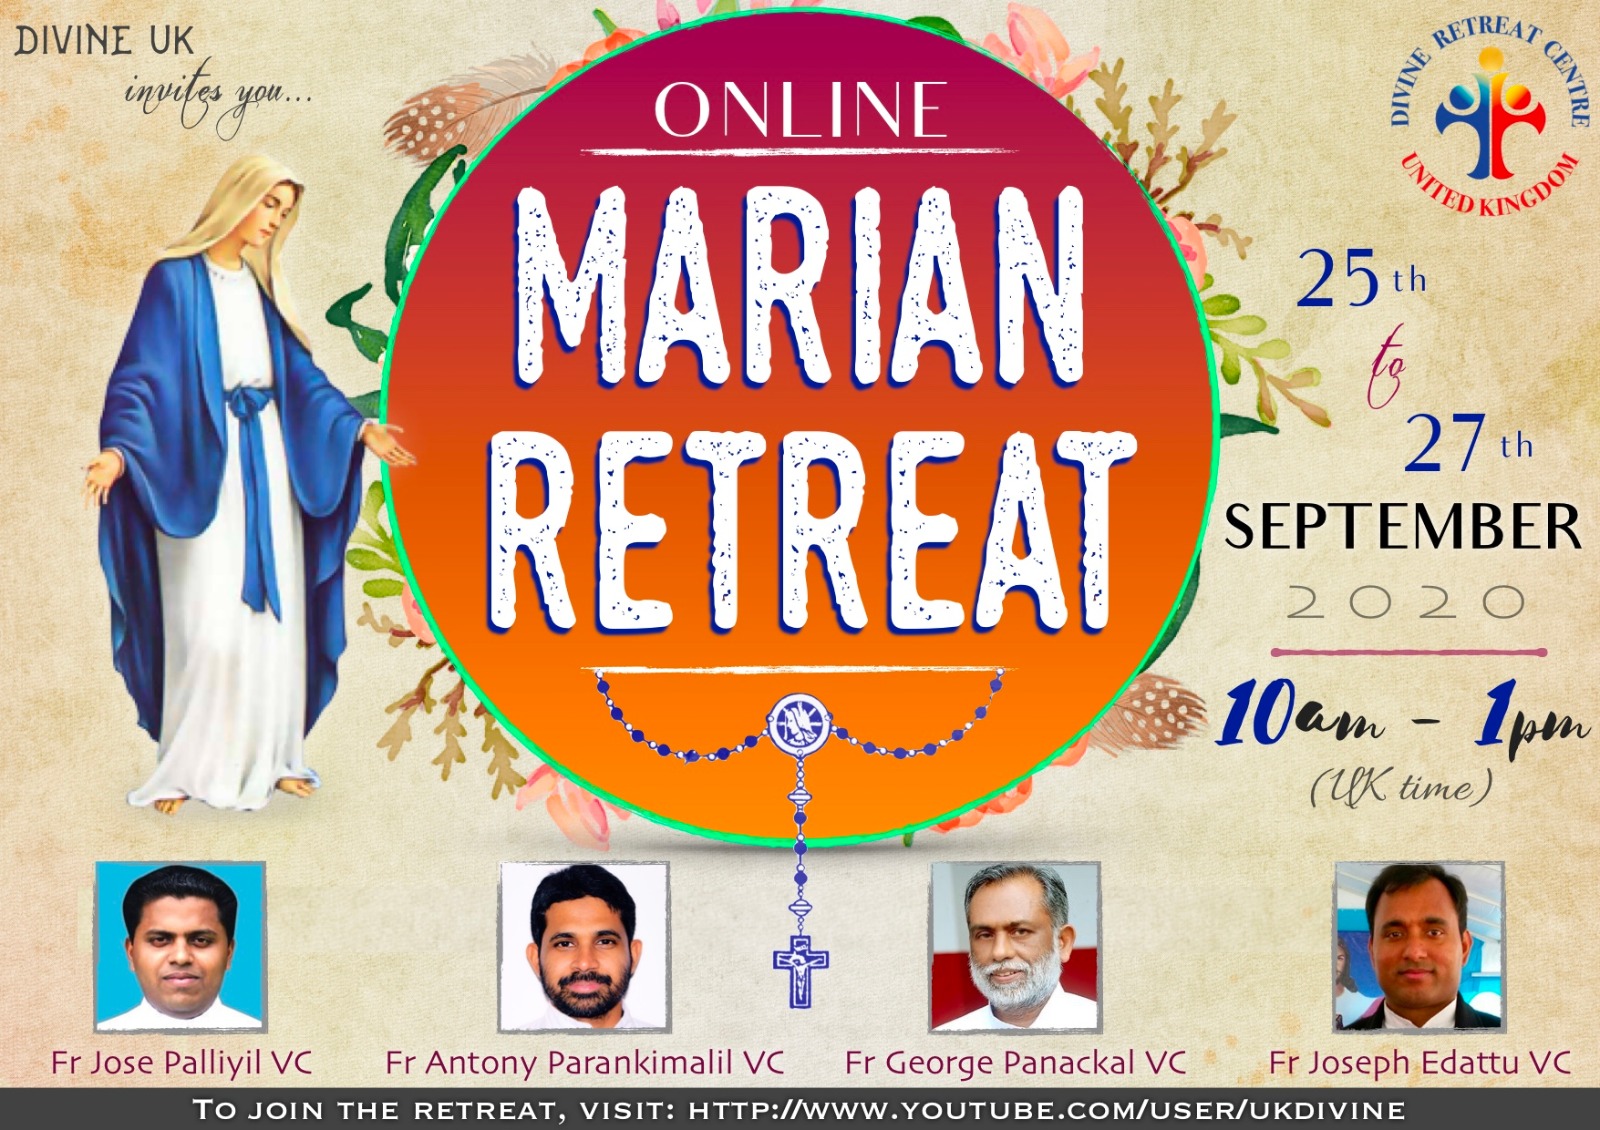 DIVINE UK
invites you...
ONLINE
MARIAN
RETREAT
DIVINE RETREAT CENTRE
UNITED KINGDOM
25th
to
27th
SEPTEMBER
2020
10am - 1pm
(UK time)
Fr Jose Palliyil VC
Fr Antony Parankimalil VC
Fr George Panackal VC
Fr Joseph Edattu VC
TO JOIN THE RETREAT, VISIT: HTTP://WWW.YOUTUBE.COM/USER/UKDIVINE